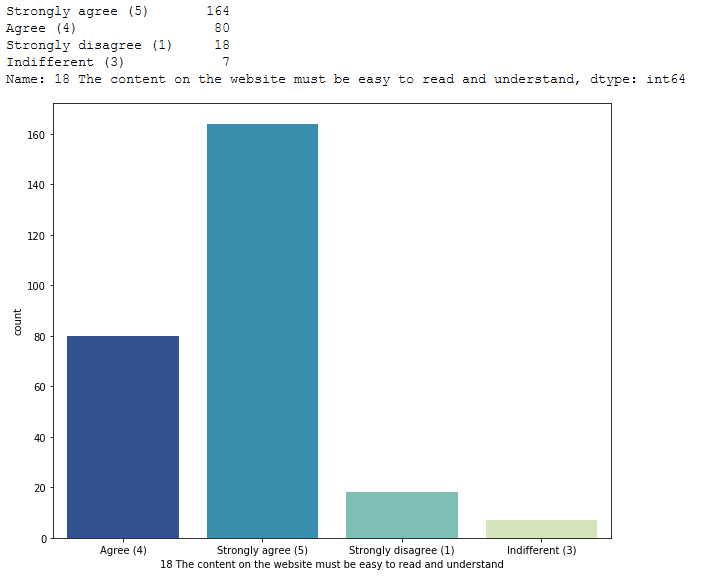 Strongly agree (5)       164
Agree (4)                 80
Strongly disagree (1)     18
Indifferent (3)            7
Name: 18 The content on the website must be easy to read and understand, dtype: int64
160
140
120
100
80
60
40
20
0
count
Agree (4) Strongly agree (5) Strongly disagree (1) Indifferent (3)
18 The content on the website must be easy to read and understand